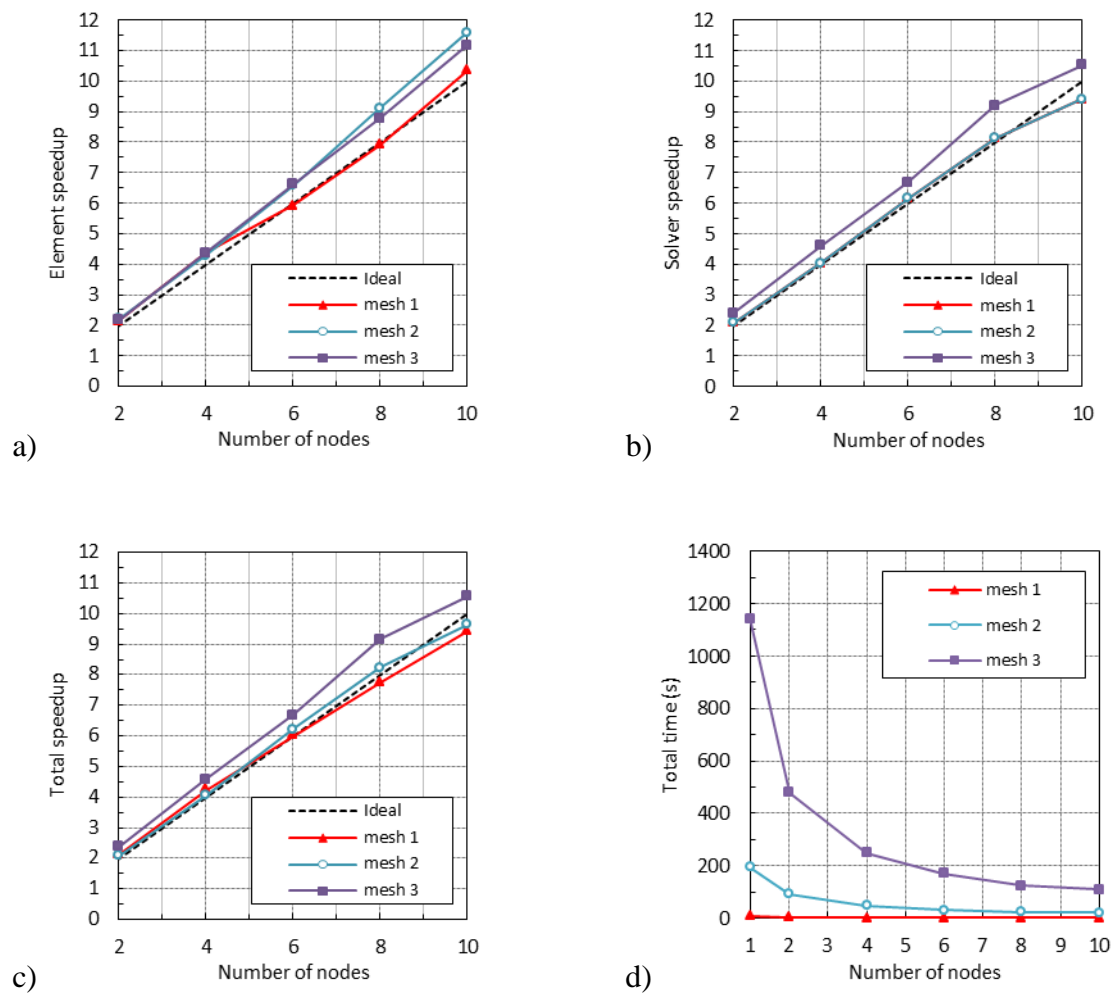 12
11
10
9
8
7
6
5
4
3
2
1
0
Element speedup
Ideal
mesh 1
mesh 2
mesh 3
2 4 6 8 10
Number of nodes
a)
12
11
10
9
8
7
6
5
4
3
2
1
0
Solver speedup
Ideal
mesh 1
mesh 2
mesh 3
2 4 6 8 10
Number of nodes
b)
12
11
10
9
8
7
6
5
4
3
2
1
0
Total speedup
Ideal
mesh 1
mesh 2
mesh 3
2 4 6 8 10
Number of nodes
c)
1400
1200
1000
800
600
400
200
0
Total time (s)
mesh 1
mesh 2
mesh 3
1 2 3 4 5 6 7 8 9 10
Number of nodes
d)